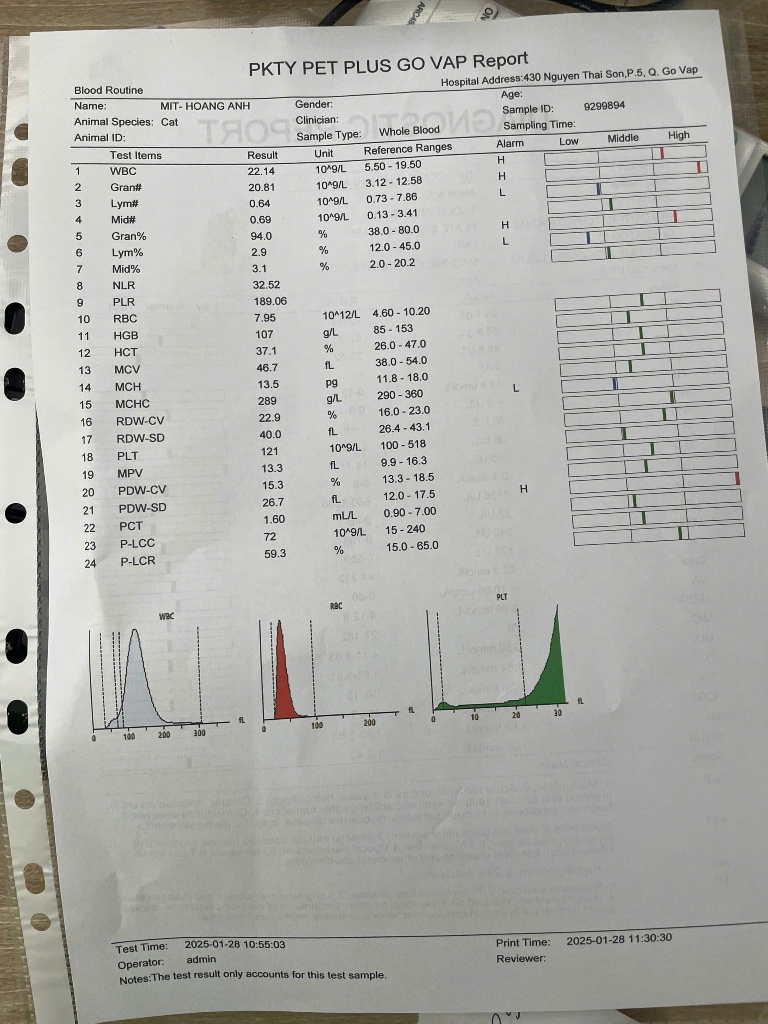 PKTY PET PLUS GO VAP Report
Blood Routine Hospital Address:430 Nguyen Thai Son,P.5, Q. Go Vap
Name: MIT- HOANG ANH Gender: Age:
Animal Species: Cat Clinician: Sample ID: 9299894
Animal ID: Sample Type: Whole Blood Sampling Time:
Test Items Result Unit Reference Ranges Alarm Low Middle High
1 WBC 22.14 10^9/L 5.50 - 19.50 H
2 Gran# 20.81 10^9/L 3.12 - 12.58 H
3 Lym# 0.64 10^9/L 0.73 - 7.86 L
4 Mid# 0.69 10^9/L 0.13 - 3.41
5 Gran% 94.0 % 38.0 - 80.0 H
6 Lym% 2.9 % 12.0 - 45.0 L
7 Mid% 3.1 % 2.0 - 20.2
8 NLR 32.52
9 PLR 189.06
10 RBC 7.95 10^12/L 4.60 - 10.20
11 HGB 107 g/L 85 - 153
12 HCT 37.1 % 26.0 - 47.0
13 MCV 46.7 fL 38.0 - 54.0
14 MCH 13.5 pg 11.8 - 18.0
15 MCHC 289 g/L 290 - 360 L
16 RDW-CV 22.9 % 16.0 - 23.0
17 RDW-SD 40.0 fL 26.4 - 43.1
18 PLT 121 10^9/L 100 - 518
19 MPV 13.3 fL 9.9 - 16.3
20 PDW-CV 15.3 % 13.3 - 18.5
21 PDW-SD 26.7 fL 12.0 - 17.5 H
22 PCT 1.60 mL/L 0.90 - 7.00
23 P-LCC 72 10^9/L 15 - 240
24 P-LCR 59.3 % 15.0 - 65.0
WBC RBC PLT
0 100 200 300 fL 0 100 200 fL 0 10 20 30 fL
Test Time: 2025-01-28 10:55:03 Print Time: 2025-01-28 11:30:30
Operator: admin Reviewer:
Notes:The test result only accounts for this test sample.